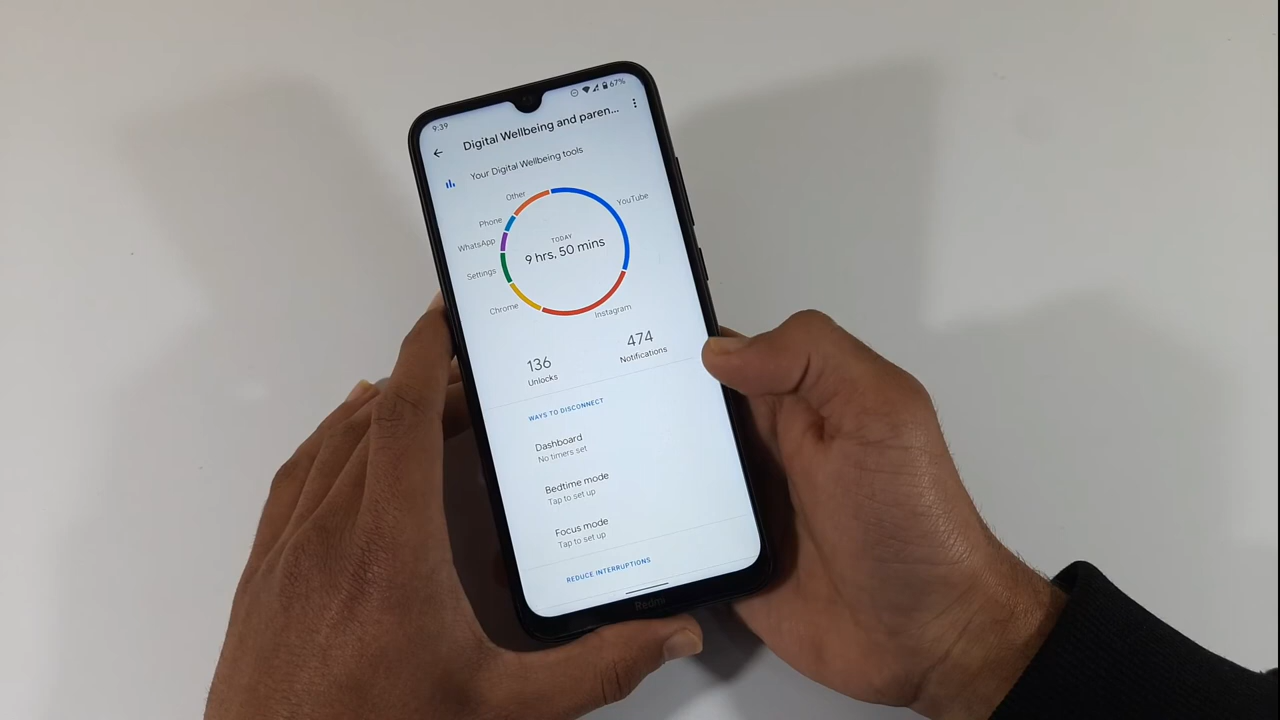 9:39
67%
Digital Wellbeing and paren...
Your Digital Wellbeing tools
Other
YouTube
Phone
WhatsApp
TODAY
9 hrs, 50 mins
Settings
Chrome
Instagram
136
Unlocks
474
Notifications
WAYS TO DISCONNECT
Dashboard
No timers set
Bedtime mode
Tap to set up
Focus mode
Tap to set up
REDUCE INTERRUPTIONS
Redmi